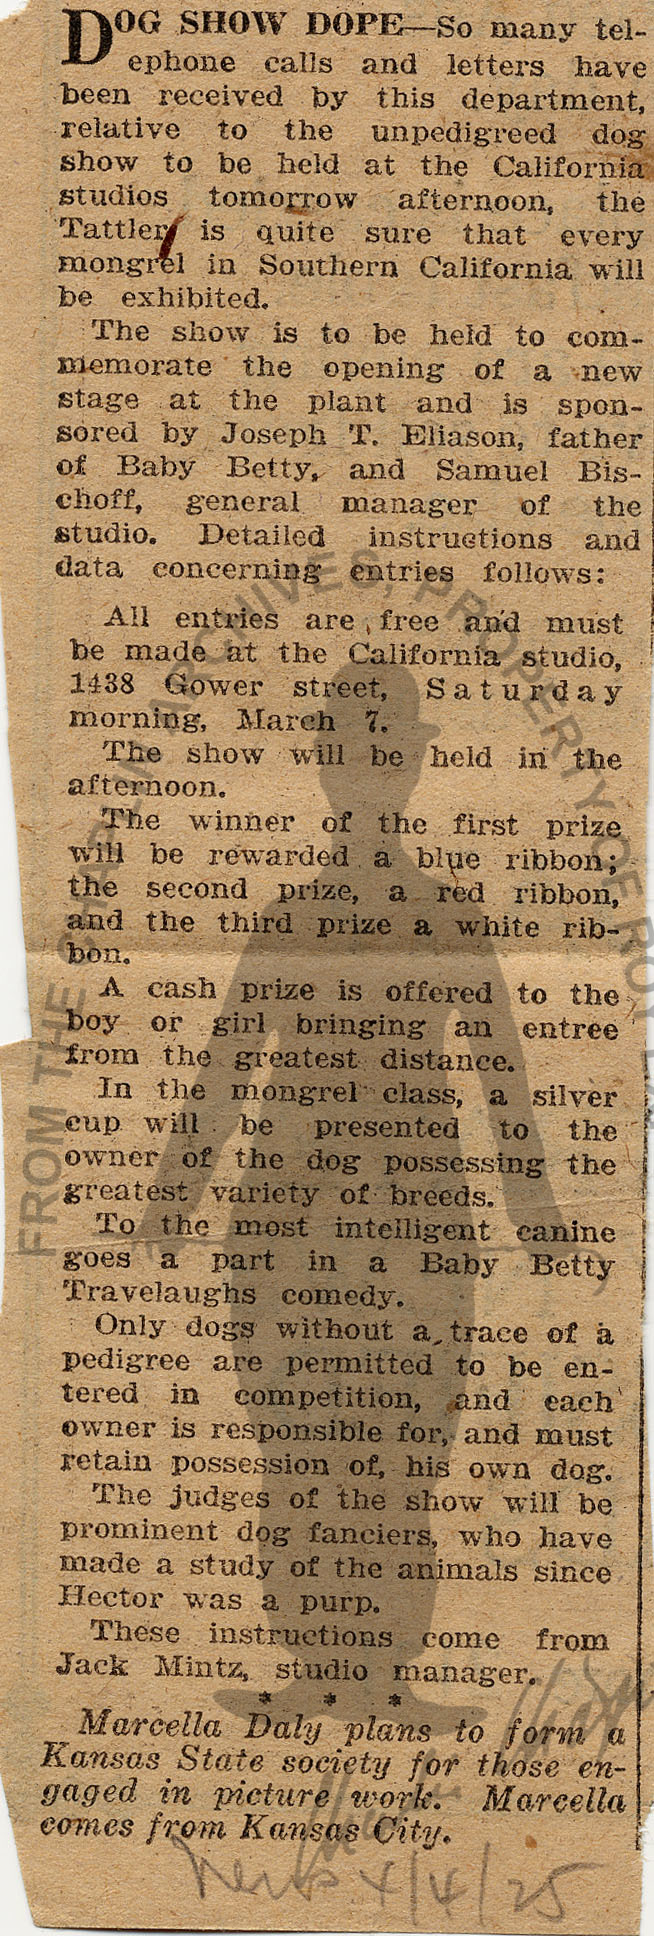 DOG SHOW DOPE—So many tel-
ephone calls and letters have
been received by this department,
relative to the unpedigreed dog
show to be held at the California
studios tomorrow afternoon, the
Tattler is quite sure that every
mongrel in Southern California will
be exhibited.
The show is to be held to com-
memorate the opening of a new
stage at the plant and is spon-
sored by Joseph T. Eliason, father
of Baby Betty, and Samuel Bis-
choff, general manager of the
studio. Detailed instructions and
data concerning entries follows:
All entries are free and must
be made at the California studio,
1438 Gower street, Saturday
morning, March 7.
The show will be held in the
afternoon.
The winner of the first prize
will be rewarded a blue ribbon;
the second prize, a red ribbon,
and the third prize a white rib-
bon.
A cash prize is offered to the
boy or girl bringing an entree
from the greatest distance.
In the mongrel class, a silver
cup will be presented to the
owner of the dog possessing the
greatest variety of breeds.
To the most intelligent canine
goes a part in a Baby Betty
Travelaughs comedy.
Only dogs without a trace of a
pedigree are permitted to be en-
tered in competition, and each
owner is responsible for, and must
retain possession of, his own dog.
The judges of the show will be
prominent dog fanciers, who have
made a study of the animals since
Hector was a purp.
These instructions come from
Jack Mintz, studio manager.
* * *
Marcella Daly plans to form a
Kansas State society for those en-
gaged in picture work. Marcella
comes from Kansas City.
4/4/25
FROM THE CHAPLIN ARCHIVES, PROPERTY OF ROY